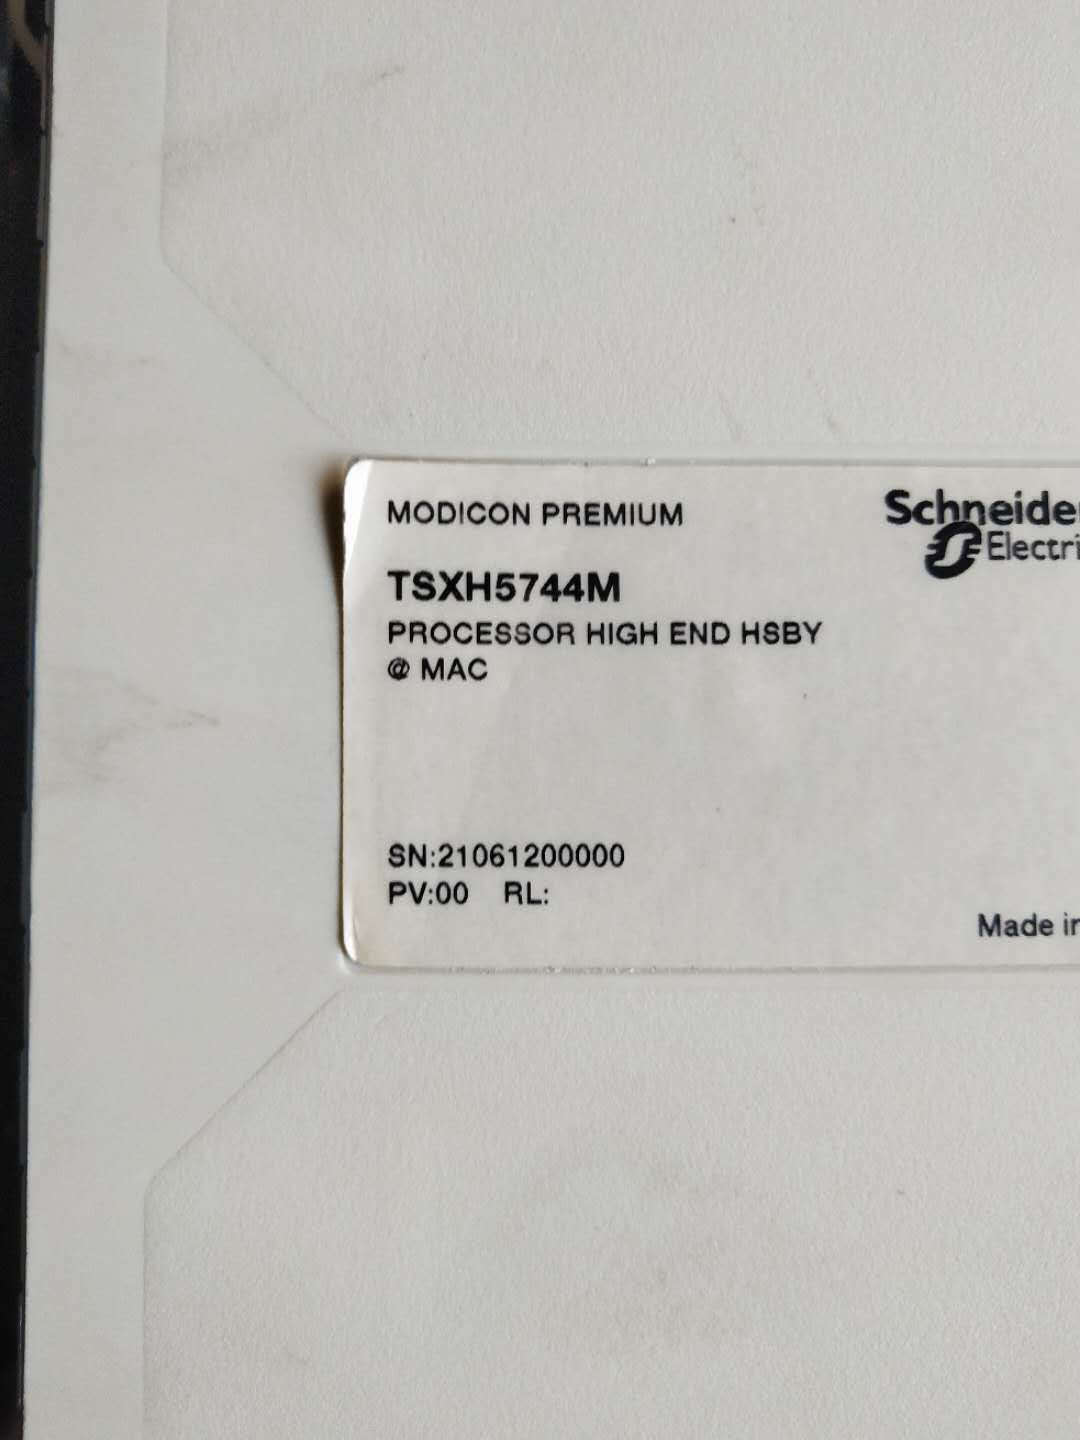 MODICON PREMIUM
Schneider
Electri
TSXH5744M
PROCESSOR HIGH END HSBY
@ MAC
SN:21061200000
PV:00 RL:
Made in